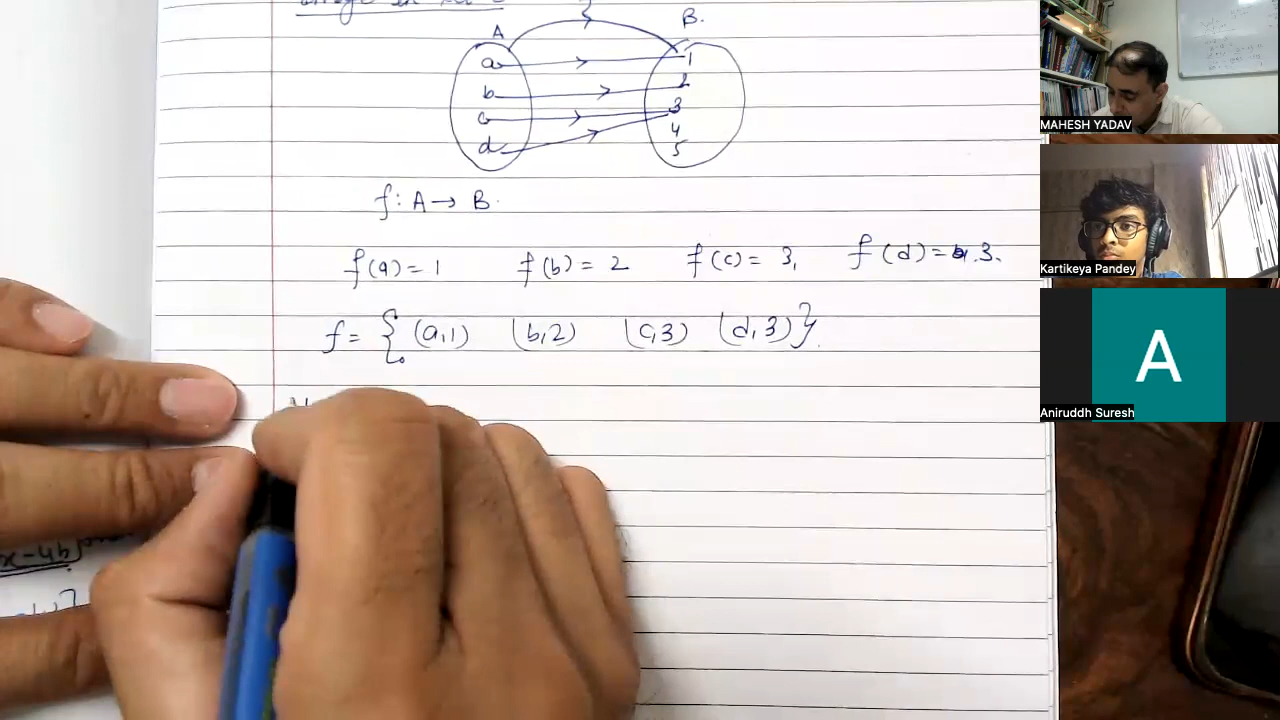 A
B.
a
b
c
d
1
2
3
4
5
f: A → B.
f(a) = 1 f(b) = 2 f(c) = 3, f(d) = 3.
f = { (a,1) (b,2) (c,3) (d,3) }.
x-4b
MAHESH YADAV
Kartikeya Pandey
A
Aniruddh Suresh